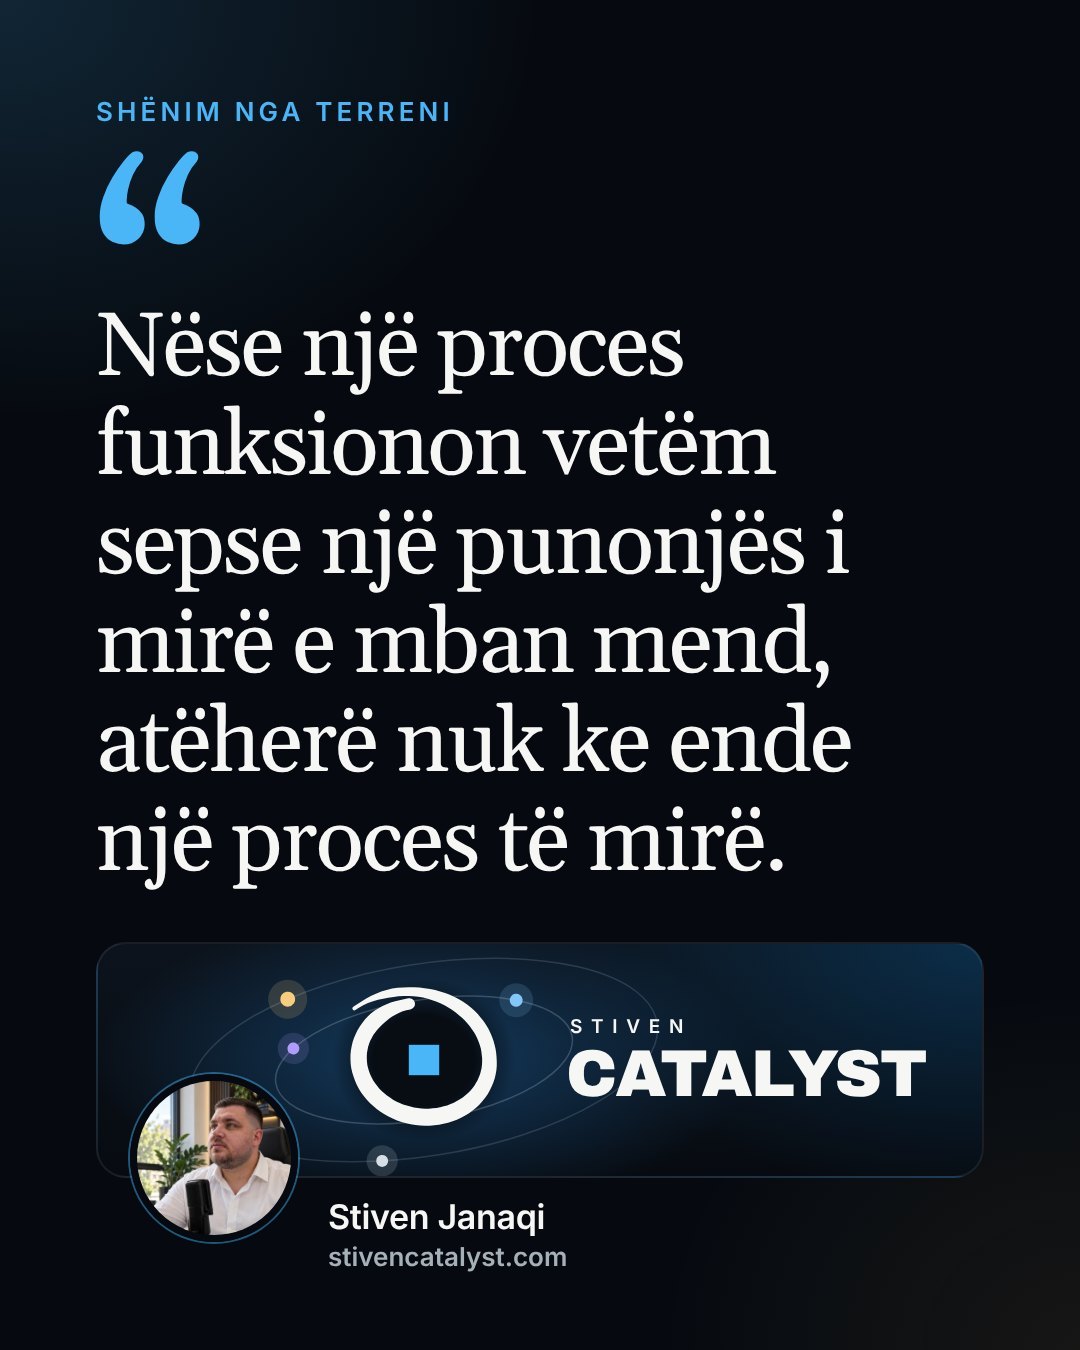 SHËNIM NGA TERRENI
“
Nëse një proces
funksionon vetëm
sepse një punonjës i
mirë e mban mend,
atëherë nuk ke ende
një proces të mirë.
STIVEN
CATALYST
Stiven Janaqi
stivencatalyst.com